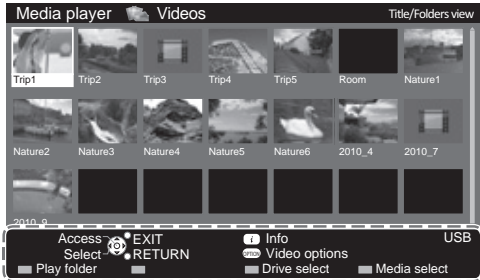 Media player Videos Title/Folders view
Trip1 Trip2 Trip3 Trip4 Trip5 Room Nature1
Nature2 Nature3 Nature4 Nature5 Nature6 2010_4 2010_7
2010_9
Access EXIT i Info USB
Select RETURN OPTION Video options
Play folder Drive select Media select